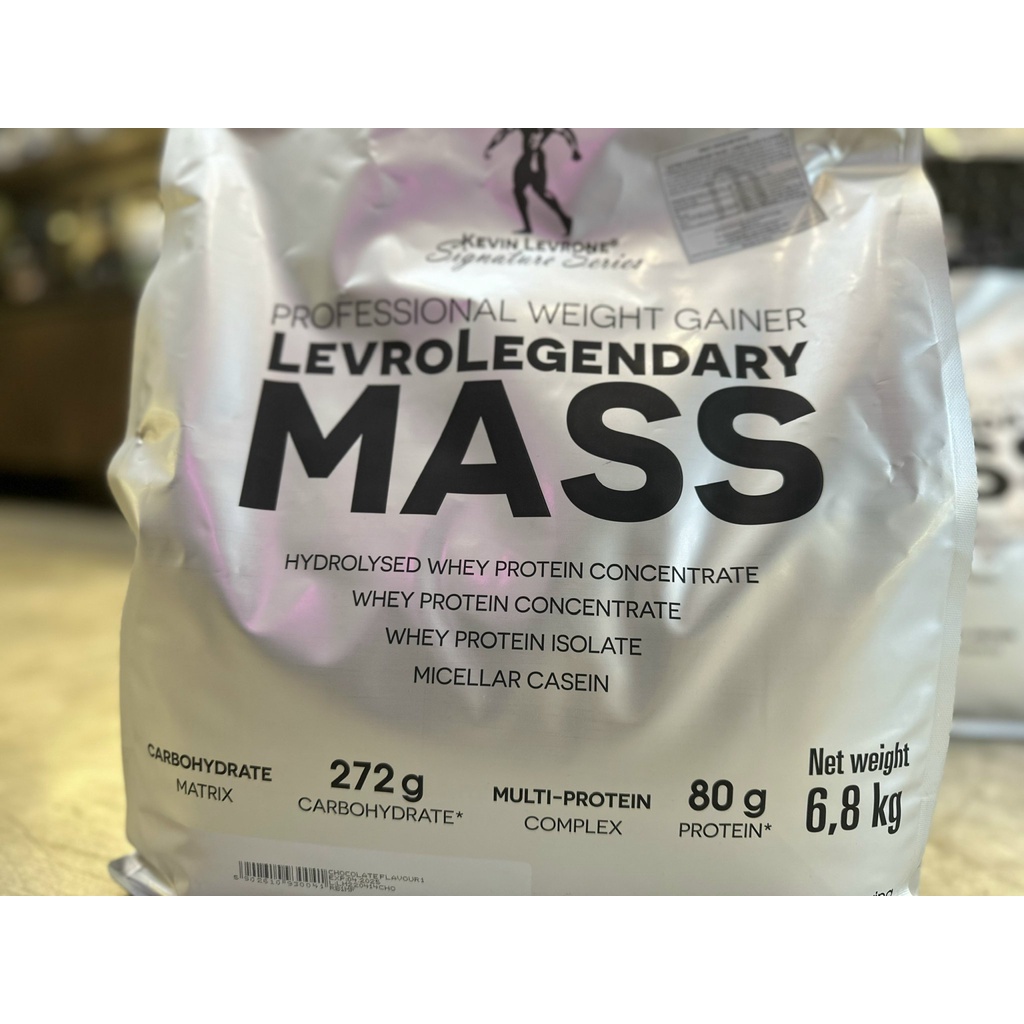 KEVIN LEVRONE®
Signature Series
PROFESSIONAL WEIGHT GAINER
LEVROLEGENDARY
MASS
HYDROLYSED WHEY PROTEIN CONCENTRATE
WHEY PROTEIN CONCENTRATE
WHEY PROTEIN ISOLATE
MICELLAR CASEIN
CARBOHYDRATE
MATRIX
272 g
CARBOHYDRATE*
MULTI-PROTEIN
COMPLEX
80 g
PROTEIN*
Net weight
6,8 kg
CHOCOLATE FLAVOUR